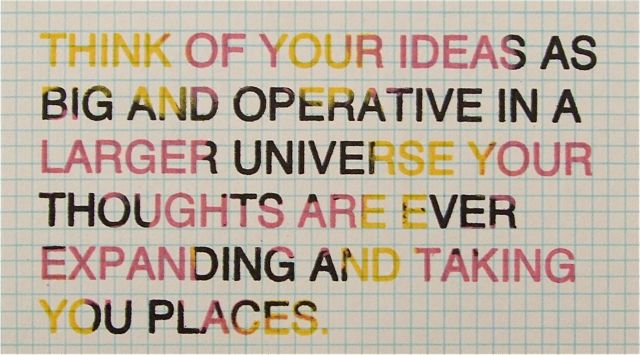 THINK OF YOUR IDEAS AS
BIG AND OPERATIVE IN A
LARGER UNIVERSE YOUR
THOUGHTS ARE EVER
EXPANDING AND TAKING
YOU PLACES.